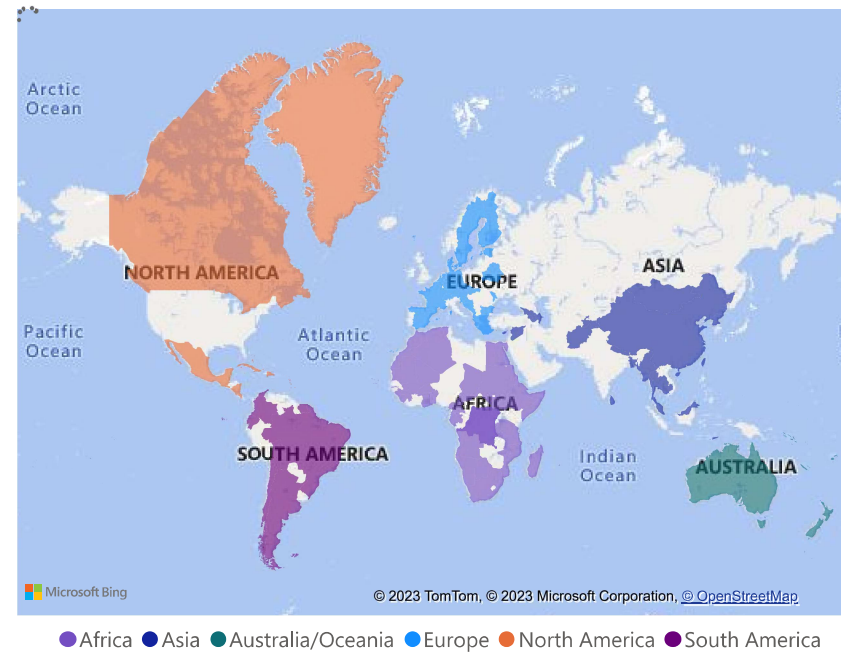 Arctic
Ocean
NORTH AMERICA
EUROPE
ASIA
Pacific
Ocean
Atlantic
Ocean
AFRICA
SOUTH AMERICA
Indian
Ocean
AUSTRALIA
Microsoft Bing
© 2023 TomTom, © 2023 Microsoft Corporation, © OpenStreetMap
Africa Asia Australia/Oceania Europe North America South America